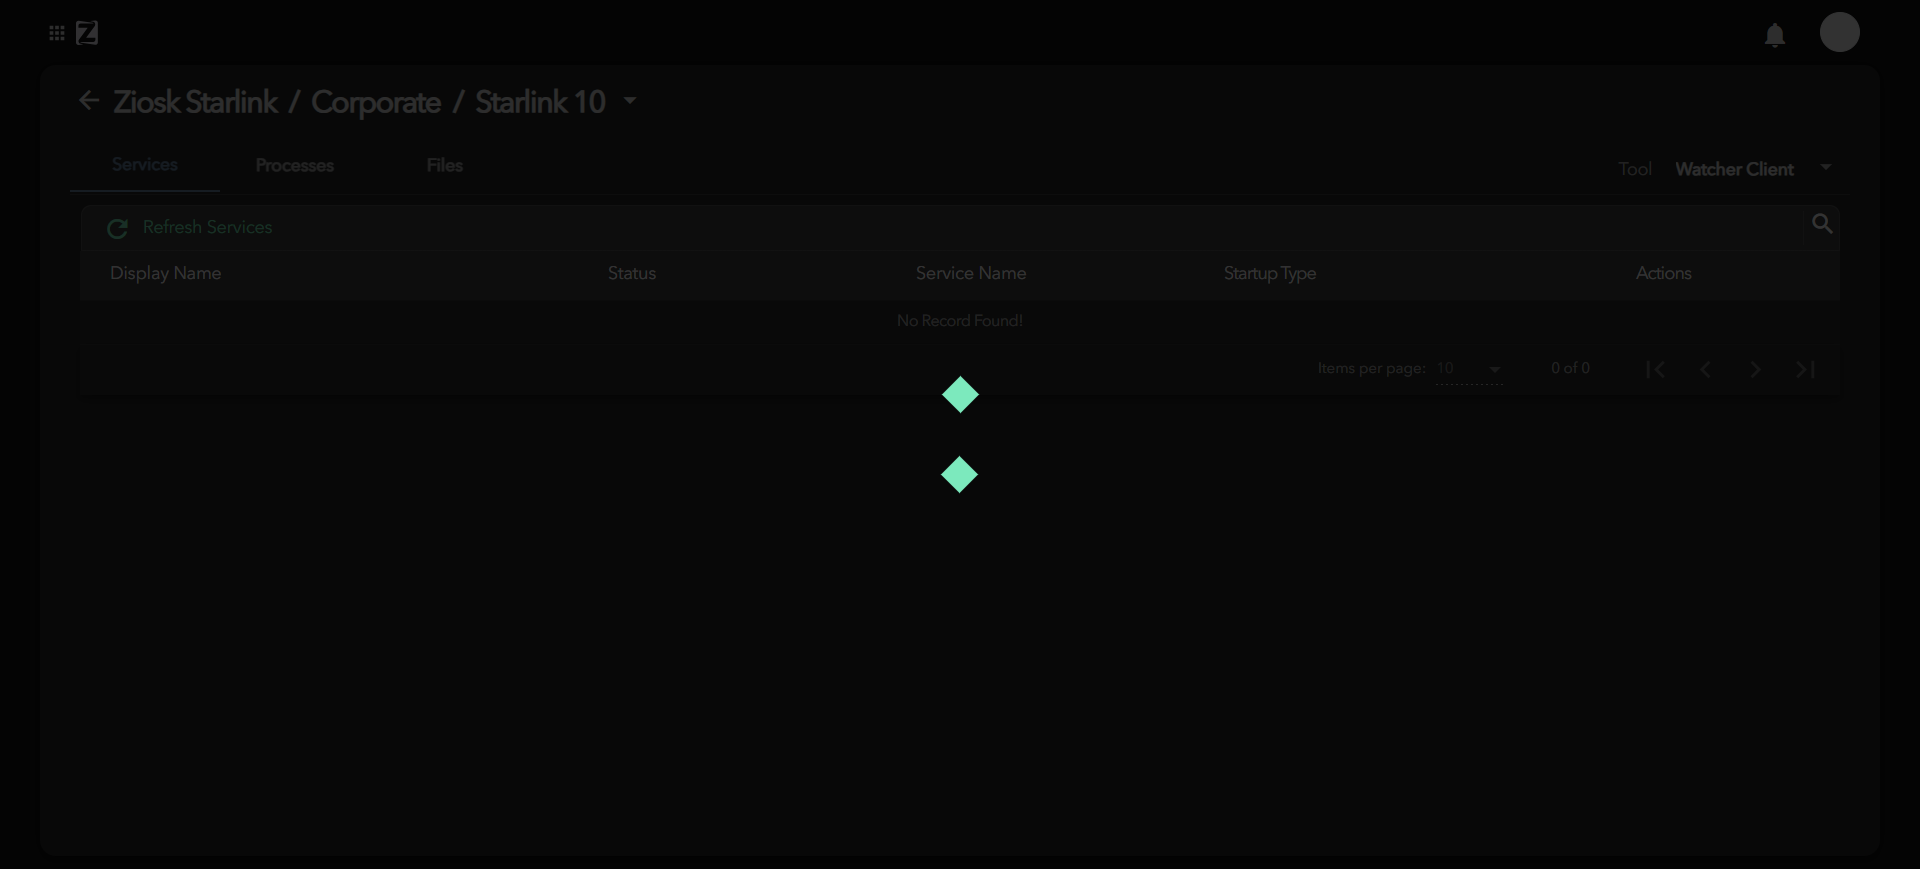 Z
Ziosk Starlink / Corporate / Starlink 10
Services Processes Files Tool Watcher Client
Refresh Services
Display Name Status Service Name Startup Type Actions
No Record Found!
Items per page: 10 0 of 0